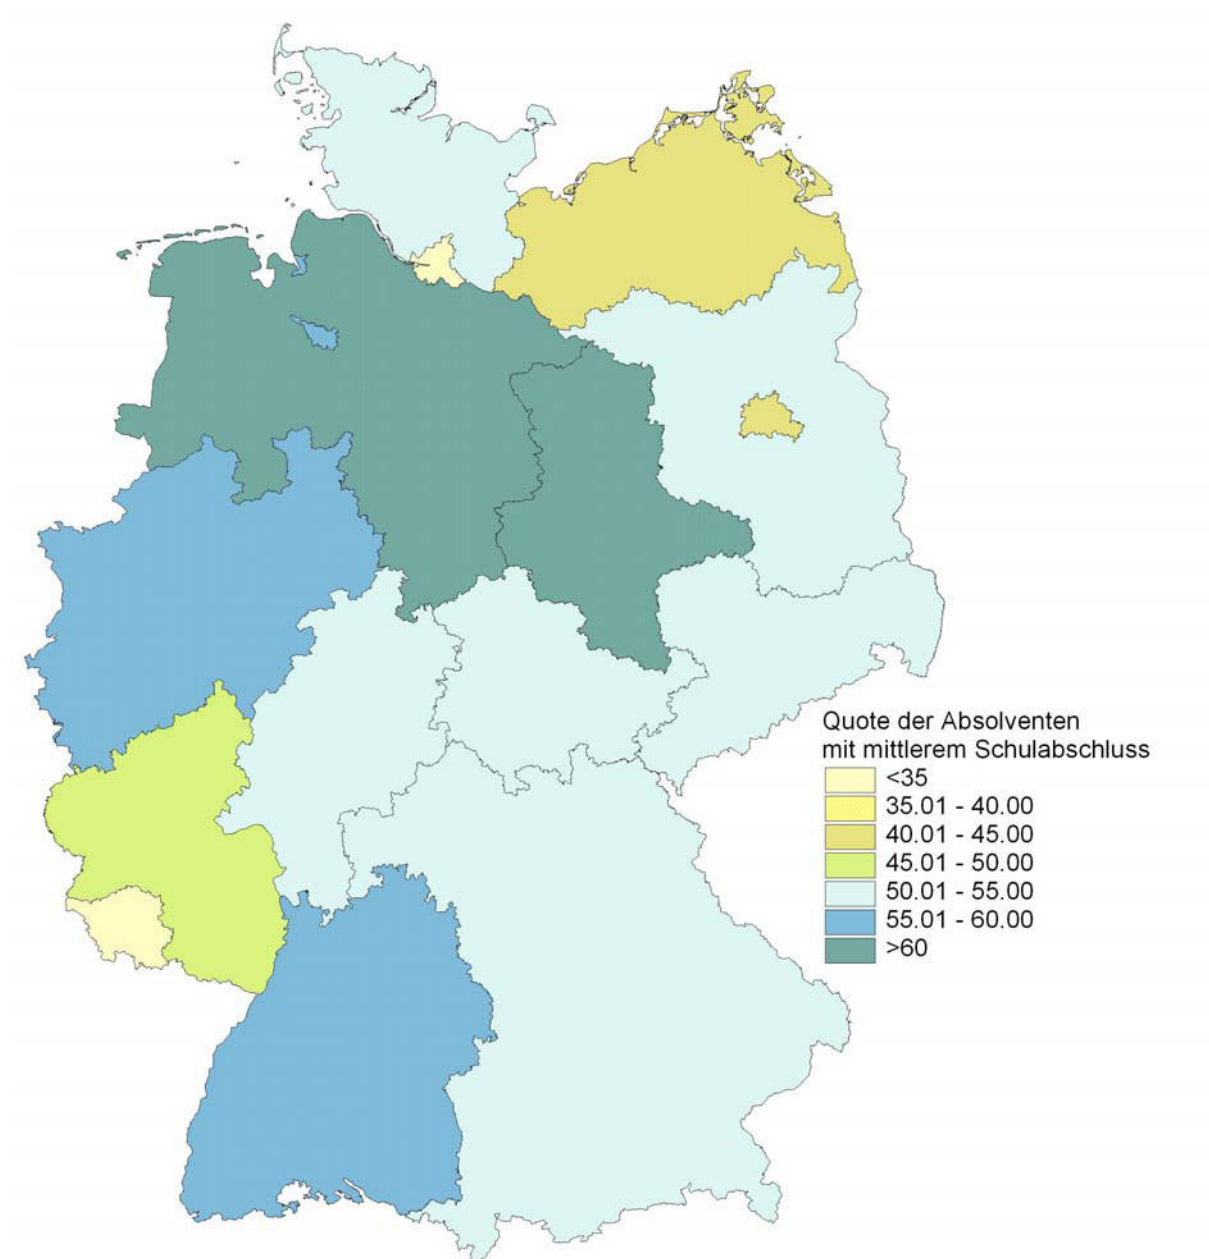 Quote der Absolventen
mit mittlerem Schulabschluss
<35
35.01 - 40.00
40.01 - 45.00
45.01 - 50.00
50.01 - 55.00
55.01 - 60.00
>60